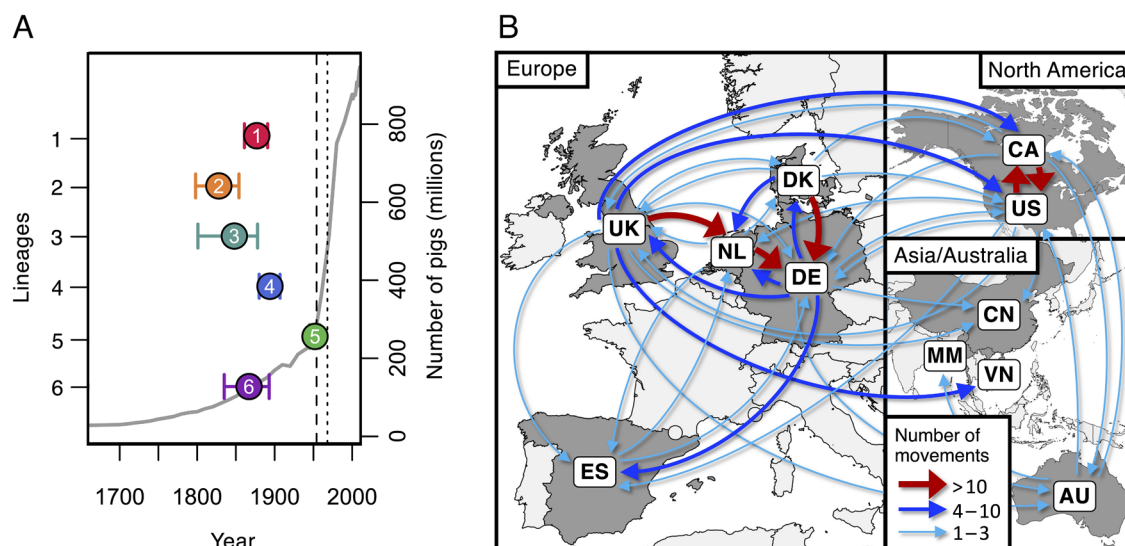 A
B
Lineages
1
2
3
4
5
6
1
2
3
4
5
6
800
600
400
200
0
Number of pigs (millions)
1700 1800 1900 2000
Year
Europe
North America
Asia/Australia
CA
US
DK
UK
NL
DE
ES
CN
MM
VN
AU
Number of
movements
>10
4–10
1–3